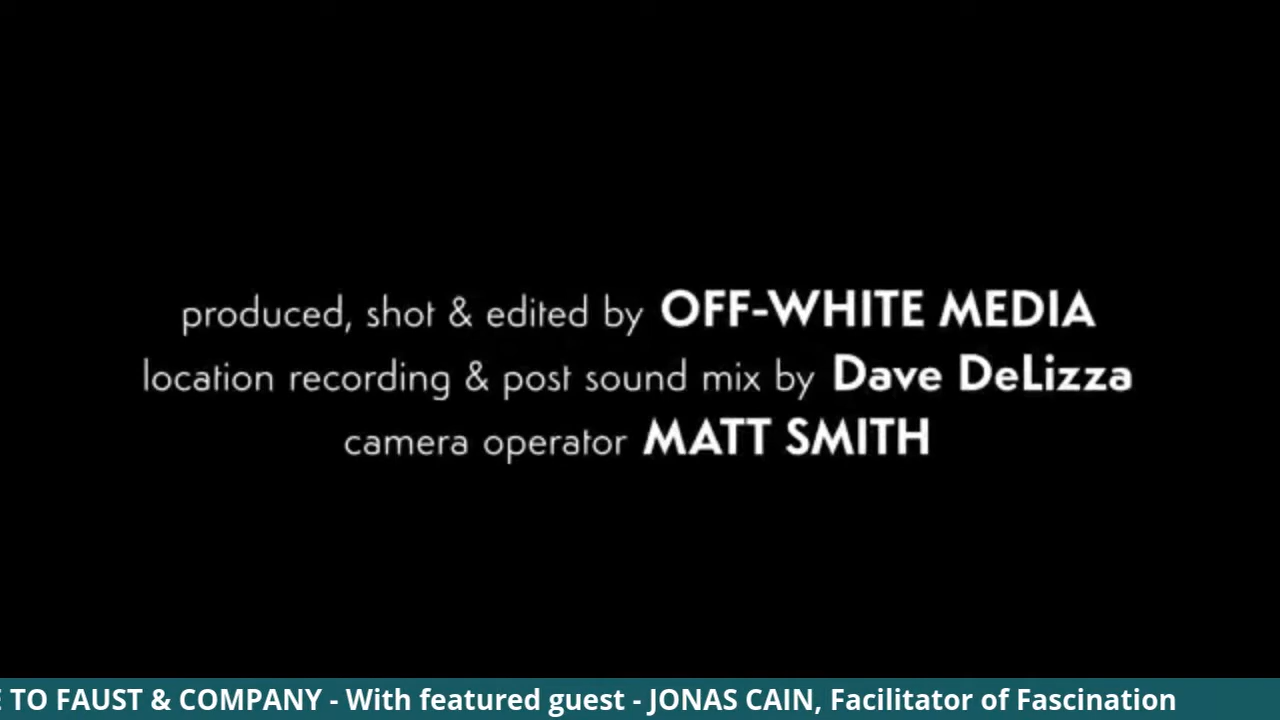 produced, shot & edited by OFF-WHITE MEDIA
location recording & post sound mix by Dave DeLizza
camera operator MATT SMITH
TO FAUST & COMPANY - With featured guest - JONAS CAIN, Facilitator of Fascination